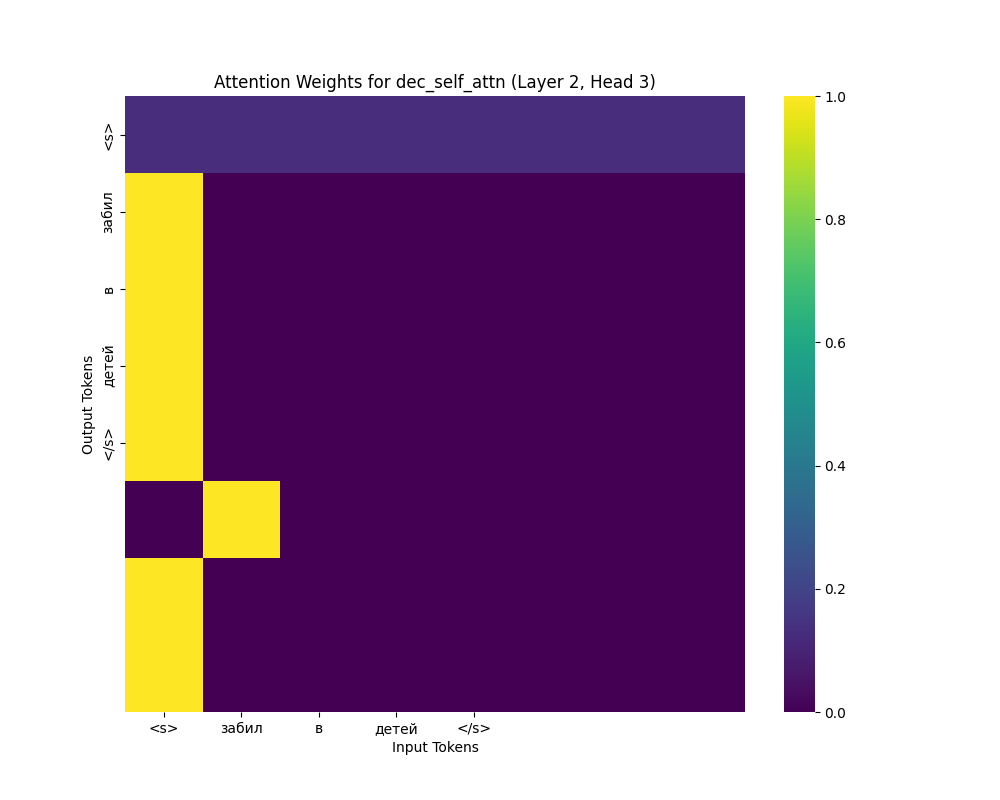 Attention Weights for dec_self_attn (Layer 2, Head 3)
Output Tokens
<s>
забил
в
детей
</s>
<s> забил в детей </s>
Input Tokens
1.0
0.8
0.6
0.4
0.2
0.0